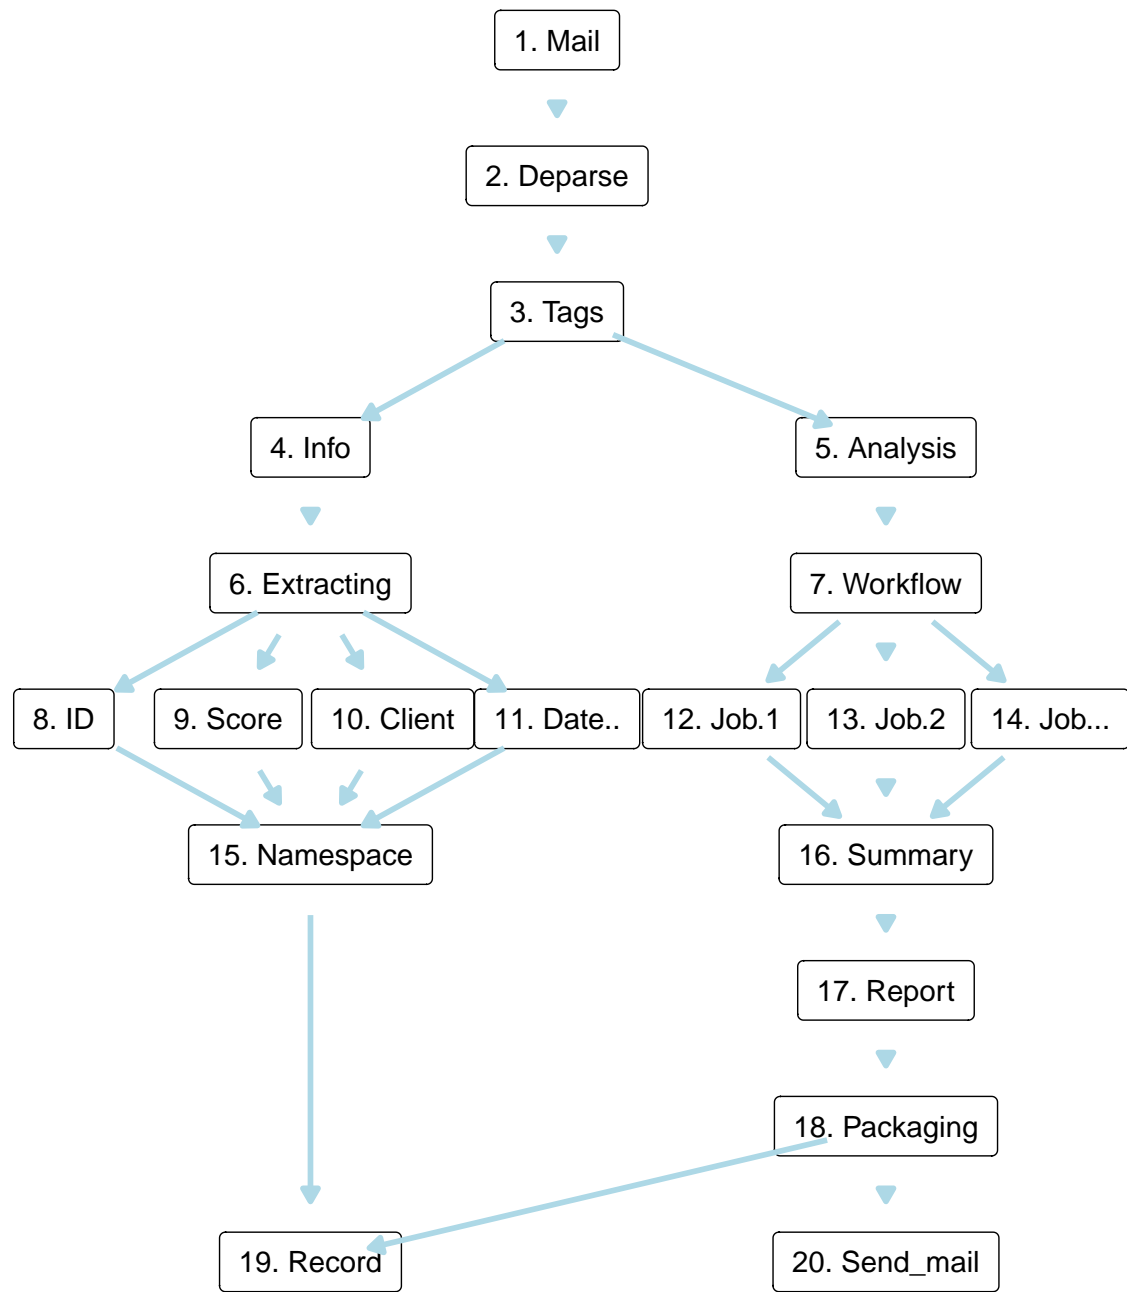 1. Mail
2. Deparse
3. Tags
4. Info
5. Analysis
6. Extracting
7. Workflow
8. ID
9. Score
10. Client
11. Date..
12. Job.1
13. Job.2
14. Job...
15. Namespace
16. Summary
17. Report
18. Packaging
19. Record
20. Send_mail